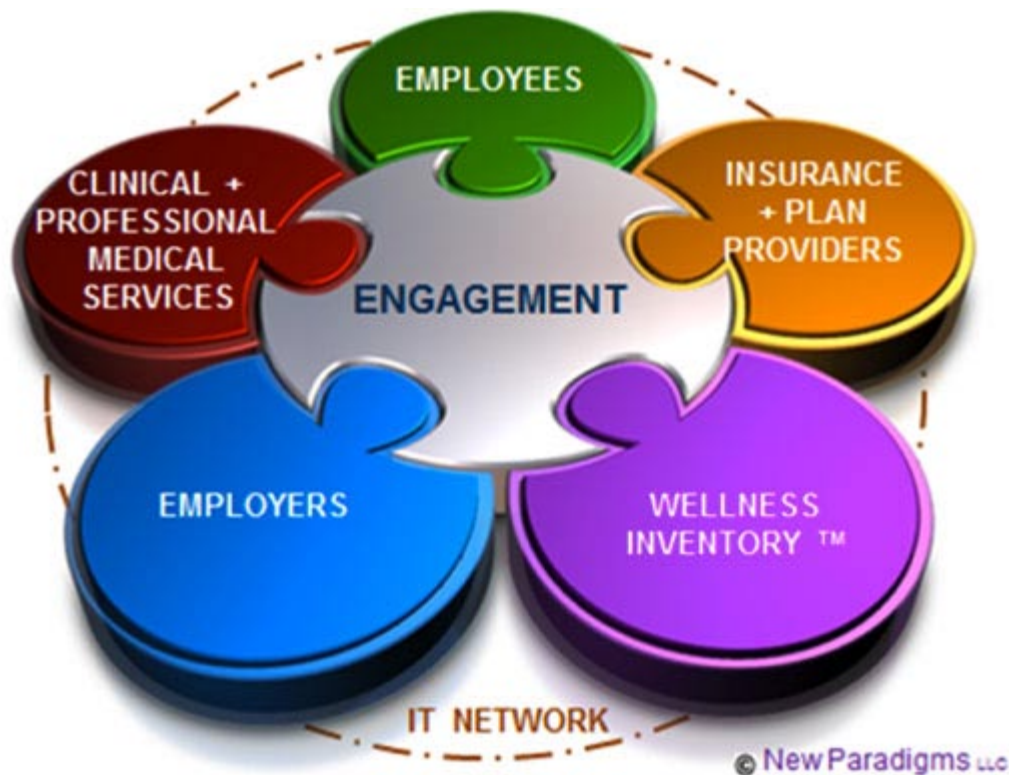 EMPLOYEES
CLINICAL +
PROFESSIONAL
MEDICAL
SERVICES
INSURANCE
+ PLAN
PROVIDERS
ENGAGEMENT
EMPLOYERS
WELLNESS
INVENTORY ™
IT NETWORK
© New Paradigms LLC